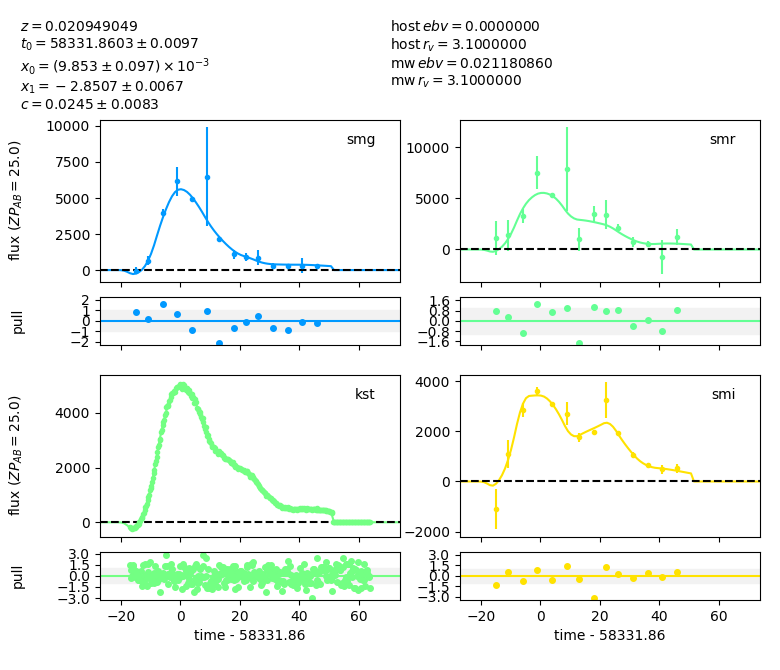 z = 0.020949049
t₀ = 58331.8603 ± 0.0097
x₀ = (9.853 ± 0.097) × 10⁻³
x₁ = −2.8507 ± 0.0067
c = 0.0245 ± 0.0083
host ebv = 0.0000000
host r_v = 3.1000000
mw ebv = 0.021180860
mw r_v = 3.1000000
flux (ZP_AB = 25.0)
10000
7500
5000
2500
0
smg
10000
5000
0
smr
pull
2
1
0
−1
−2
1.6
0.8
0.0
−0.8
−1.6
flux (ZP_AB = 25.0)
4000
2000
0
kst
4000
2000
0
−2000
smi
pull
3.0
1.5
0.0
−1.5
−3.0
3.0
1.5
0.0
−1.5
−3.0
−20 0 20 40 60
−20 0 20 40 60
time - 58331.86
time - 58331.86